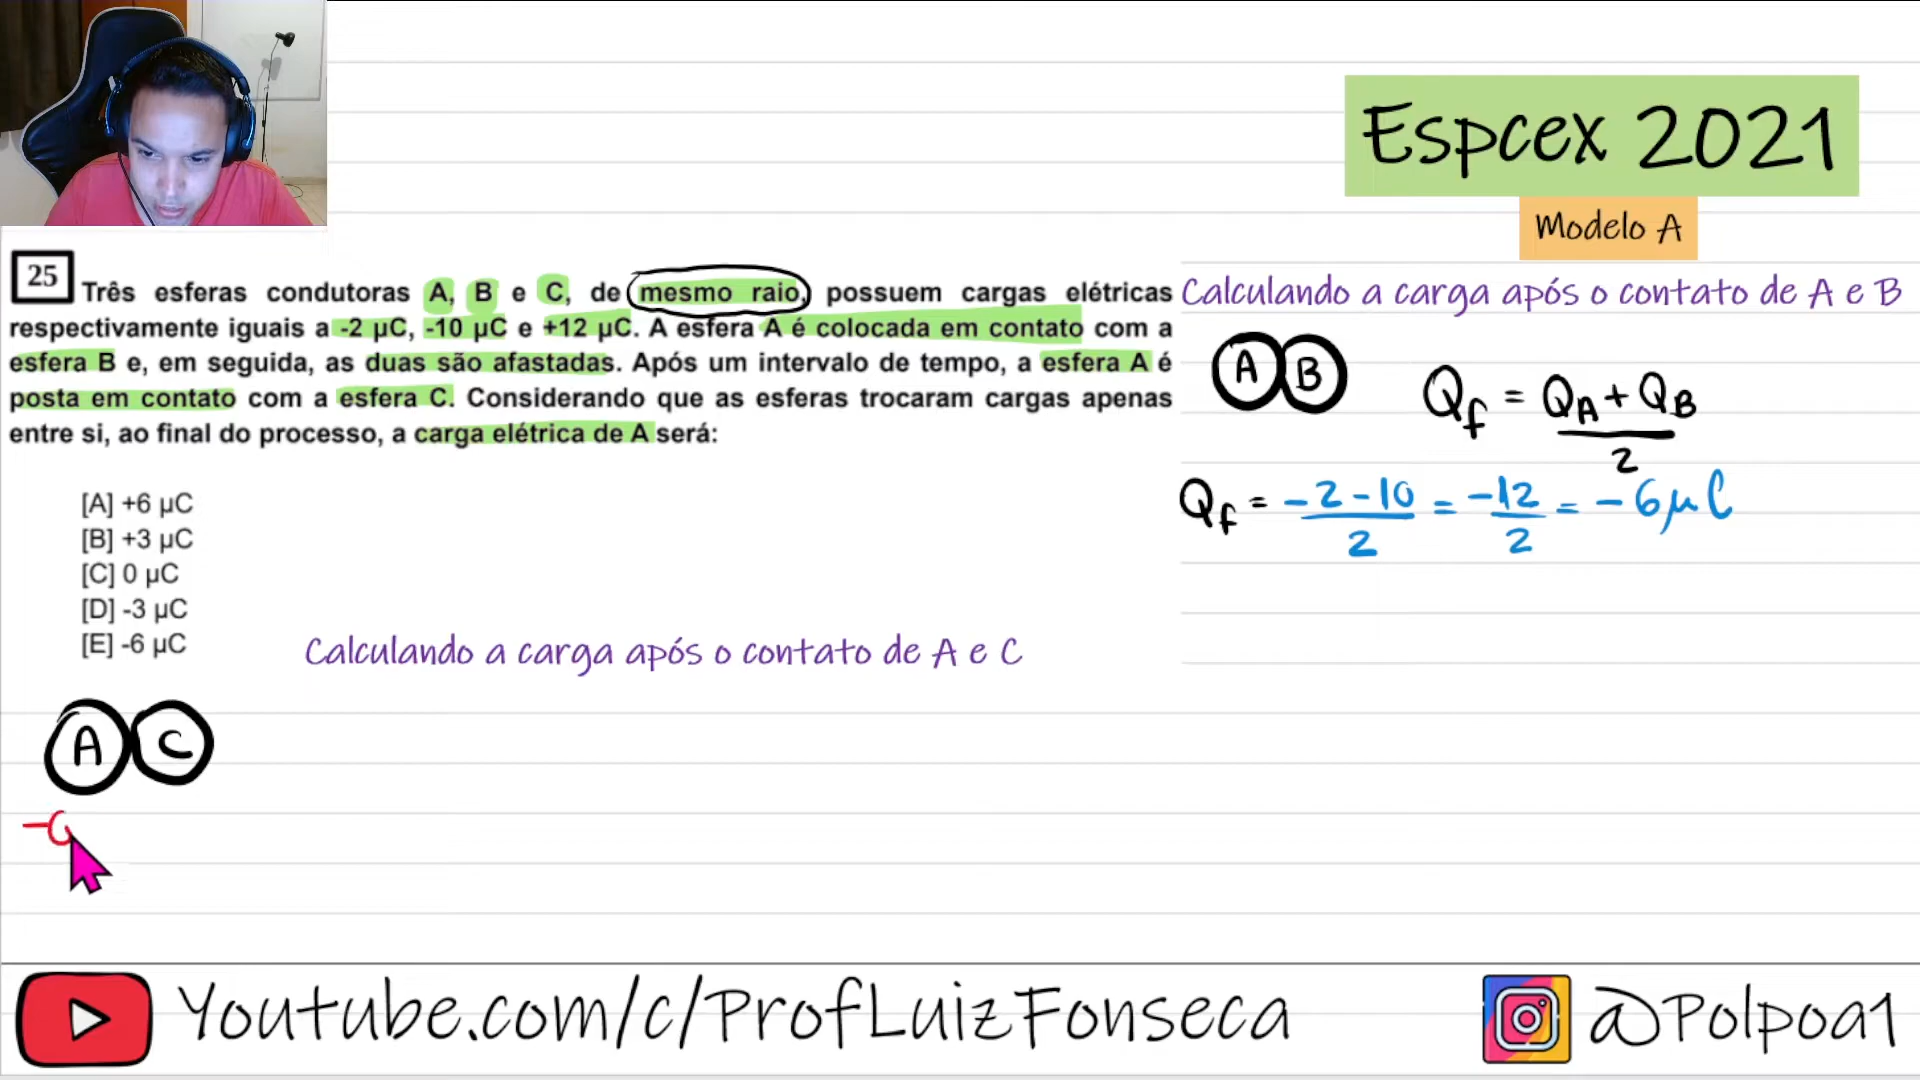 Espcex 2021
Modelo A
25 Três esferas condutoras A, B e C, de mesmo raio, possuem cargas elétricas
respectivamente iguais a -2 µC, -10 µC e +12 µC. A esfera A é colocada em contato com a
esfera B e, em seguida, as duas são afastadas. Após um intervalo de tempo, a esfera A é
posta em contato com a esfera C. Considerando que as esferas trocaram cargas apenas
entre si, ao final do processo, a carga elétrica de A será:
[A] +6 µC
[B] +3 µC
[C] 0 µC
[D] -3 µC
[E] -6 µC
Calculando a carga após o contato de A e B
A B
Qf = QA + QB
2
Qf = -2 - 10 = -12 = -6 µC
2 2
Calculando a carga após o contato de A e C
A C
Youtube.com/c/ProfLuizFonseca
@Polpoa1